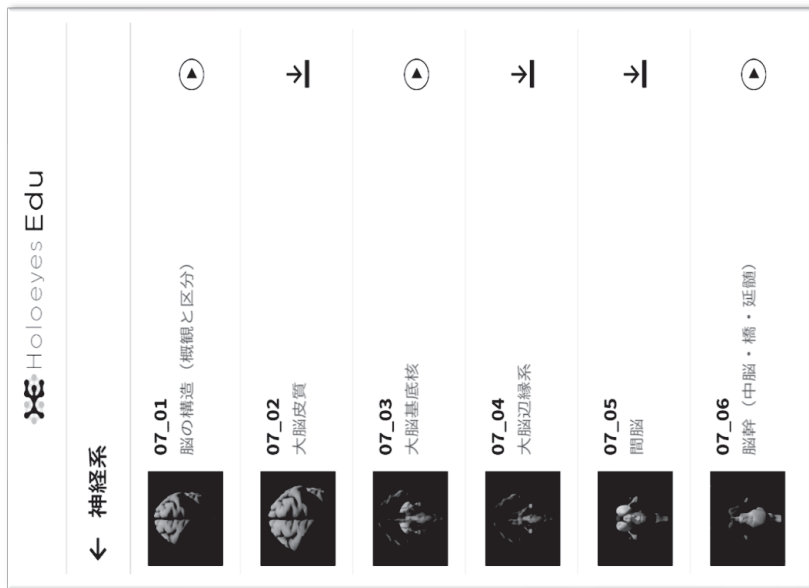 Holoeyes Edu
← 神経系
07_01
脳の構造（概観と区分）
07_02
大脳皮質
07_03
大脳基底核
07_04
大脳辺縁系
07_05
間脳
07_06
脳幹（中脳・橋・延髄）